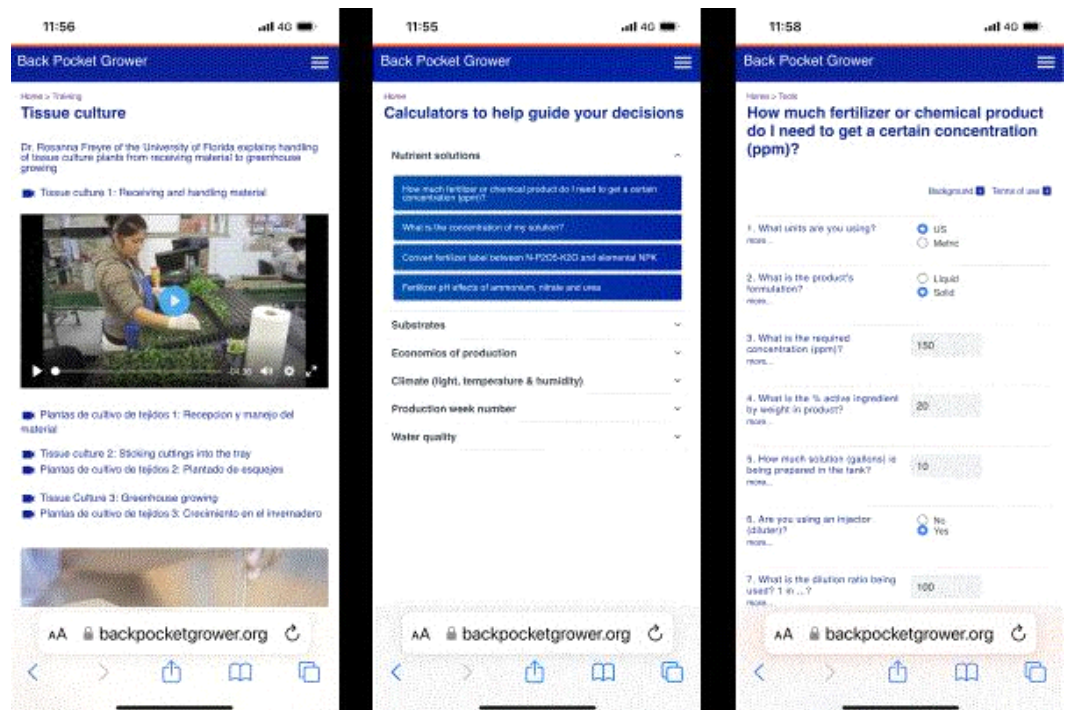 11:56
4G
Back Pocket Grower
Home > Training
Tissue culture
Dr. Rosanna Freyre of the University of Florida explains handling
of tissue culture plants from receiving material to greenhouse
growing
Tissue culture 1: Receiving and handling material
-04:36
Plantas de cultivo de tejidos 1: Recepcion y manejo del
material
Tissue culture 2: Sticking cuttings into the tray
Plantas de cultivo de tejidos 2: Plantado de esquejes
Tissue Culture 3: Greenhouse growing
Plantas de cultivo de tejidos 3: Crecimiento en el invernadero
AA backpocketgrower.org
11:55
4G
Back Pocket Grower
Home
Calculators to help guide your decisions
Nutrient solutions
How much fertilizer or chemical product do I need to get a certain
concentration (ppm)?
What is the concentration of my solution?
Convert fertilizer label between N-P2O5-K2O and elemental NPK
Fertilizer pH effects of ammonium, nitrate and urea
Substrates
Economics of production
Climate (light, temperature & humidity)
Production week number
Water quality
AA backpocketgrower.org
11:58
4G
Back Pocket Grower
Home > Tools
How much fertilizer or chemical product
do I need to get a certain concentration
(ppm)?
Background Terms of use
1. What units are you using?
more...
US
Metric
2. What is the product's
formulation?
more...
Liquid
Solid
3. What is the required
concentration (ppm)?
more...
150
4. What is the % active ingredient
by weight in product?
more...
20
5. How much solution (gallons) is
being prepared in the tank?
more...
10
6. Are you using an injector
(diluter)?
more...
No
Yes
7. What is the dilution ratio being
used? 1 in ...?
more...
100
AA backpocketgrower.org